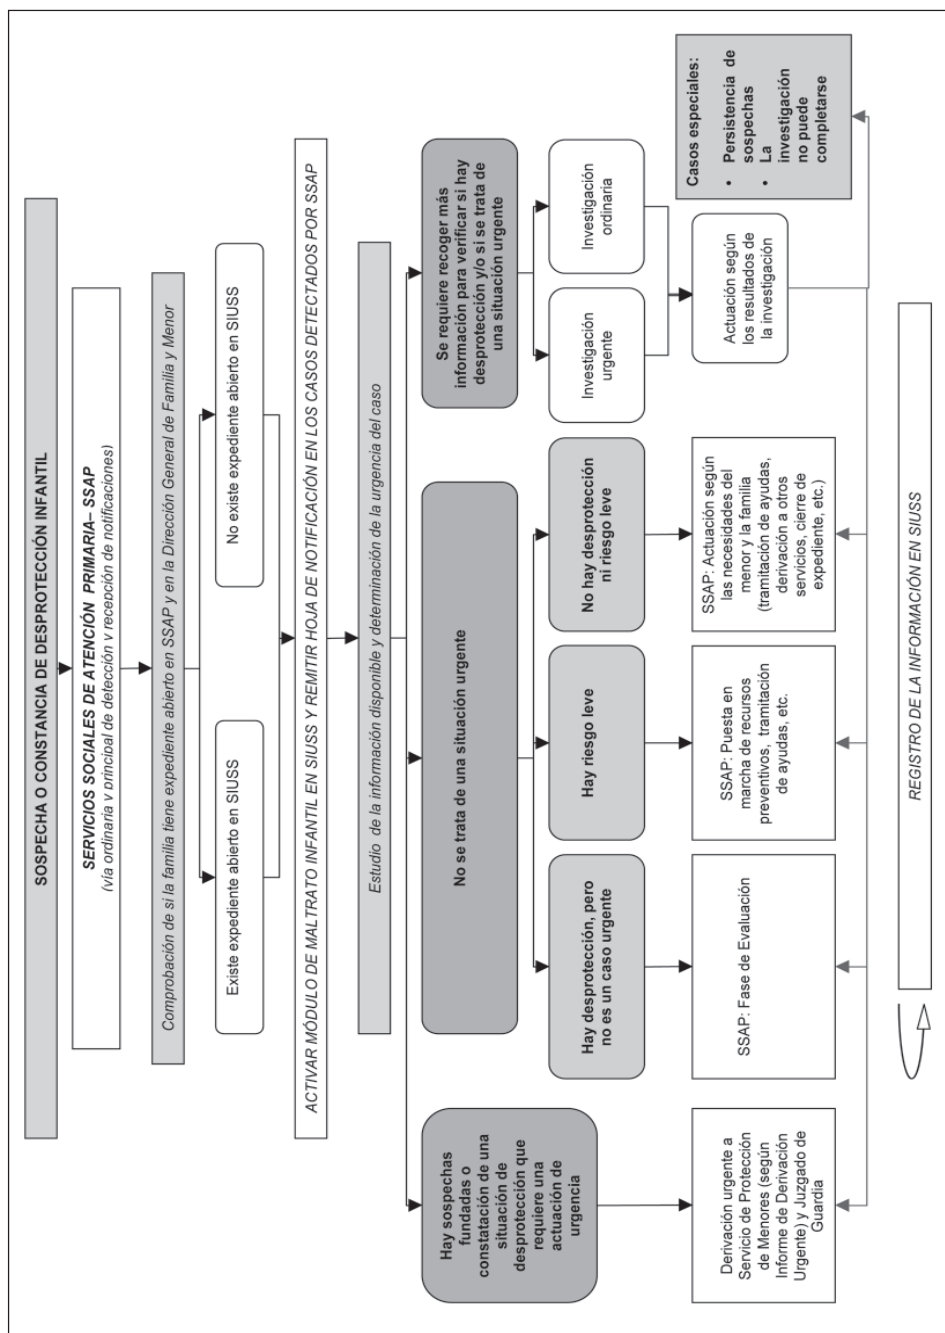 SOSPECHA O CONSTANCIA DE DESPROTECCIÓN INFANTIL
SERVICIOS SOCIALES DE ATENCIÓN PRIMARIA– SSAP
(vía ordinaria y principal de detección y recepción de notificaciones)
Comprobación de si la familia tiene expediente abierto en SSAP y en la Dirección General de Familia y Menor
Existe expediente abierto en SIUSS
No existe expediente abierto en SIUSS
ACTIVAR MÓDULO DE MALTRATO INFANTIL EN SIUSS Y REMITIR HOJA DE NOTIFICACIÓN EN LOS CASOS DETECTADOS POR SSAP
Estudio de la información disponible y determinación de la urgencia del caso
Hay sospechas
fundadas o
constatación de una
situación de
desprotección que
requiere una
actuación de
urgencia
No se trata de una situación urgente
Se requiere recoger más
información para verificar si hay
desprotección y/o si se trata de
una situación urgente
Hay desprotección, pero
no es un caso urgente
Hay riesgo leve
No hay desprotección
ni riesgo leve
Investigación
urgente
Investigación
ordinaria
Derivación urgente a
Servicio de Protección
de Menores (según
Informe de Derivación
Urgente) y Juzgado de
Guardia
SSAP: Fase de Evaluación
SSAP: Puesta en
marcha de recursos
preventivos, tramitación
de ayudas, etc.
SSAP: Actuación según
las necesidades del
menor y la familia
(tramitación de ayudas,
derivación a otros
servicios, cierre de
expediente, etc.)
Actuación según
los resultados de
la investigación
Casos especiales:
• Persistencia de
sospechas
• La
investigación
no puede
completarse
REGISTRO DE LA INFORMACIÓN EN SIUSS